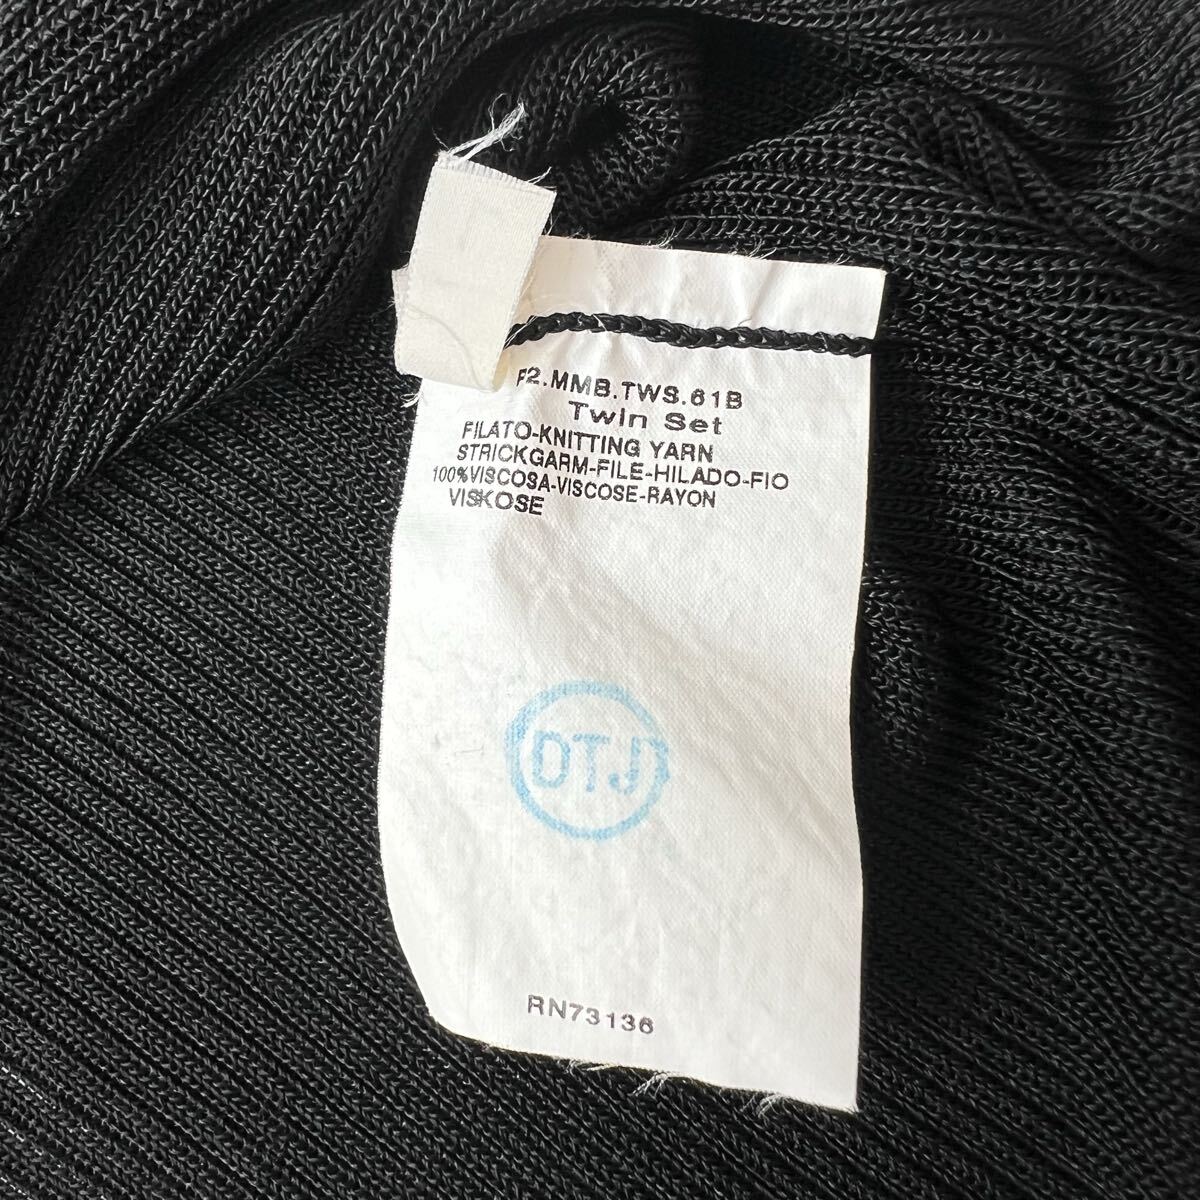 F2.MMB.TWS.61B
Twin Set
FILATO-KNITTING YARN
STRICKGARM-FILE-HILADO-FIO
100%VISCOSA-VISCOSE-RAYON
VISKOSE
DTJ
RN73136